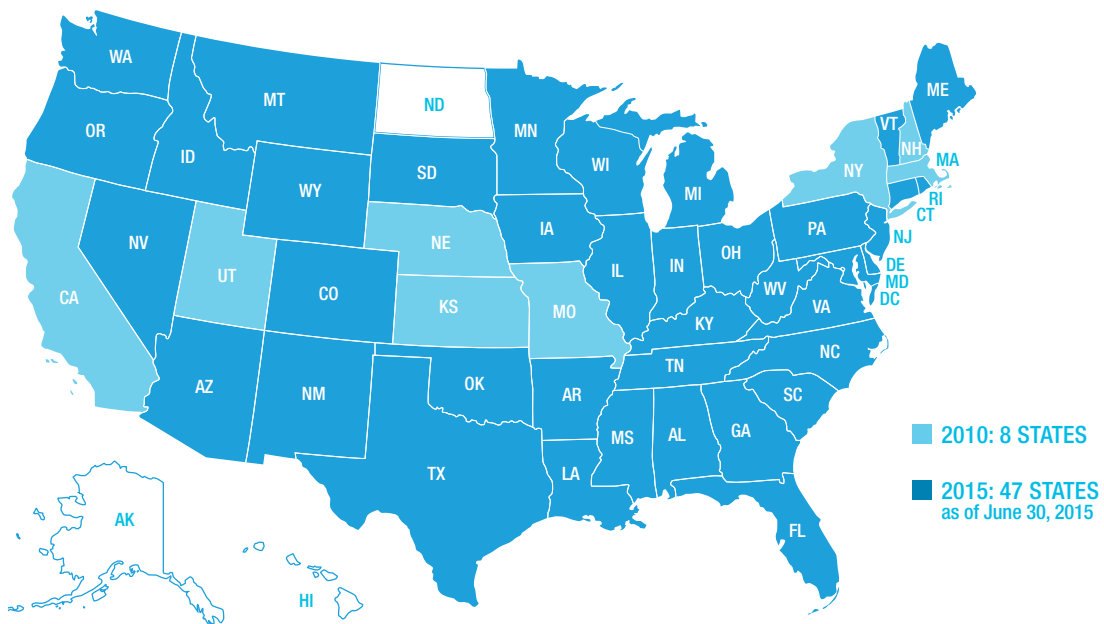 WA
MT
ND
MN
ME
OR
ID
SD
WI
MI
VT
NH
NY
MA
WY
RI
CT
NV
NE
IA
PA
NJ
CA
UT
CO
KS
MO
IL
IN
OH
WV
DE
MD
DC
KY
VA
AZ
NM
OK
AR
TN
NC
SC
TX
LA
MS
AL
GA
FL
AK
HI
2010: 8 STATES
2015: 47 STATES
as of June 30, 2015